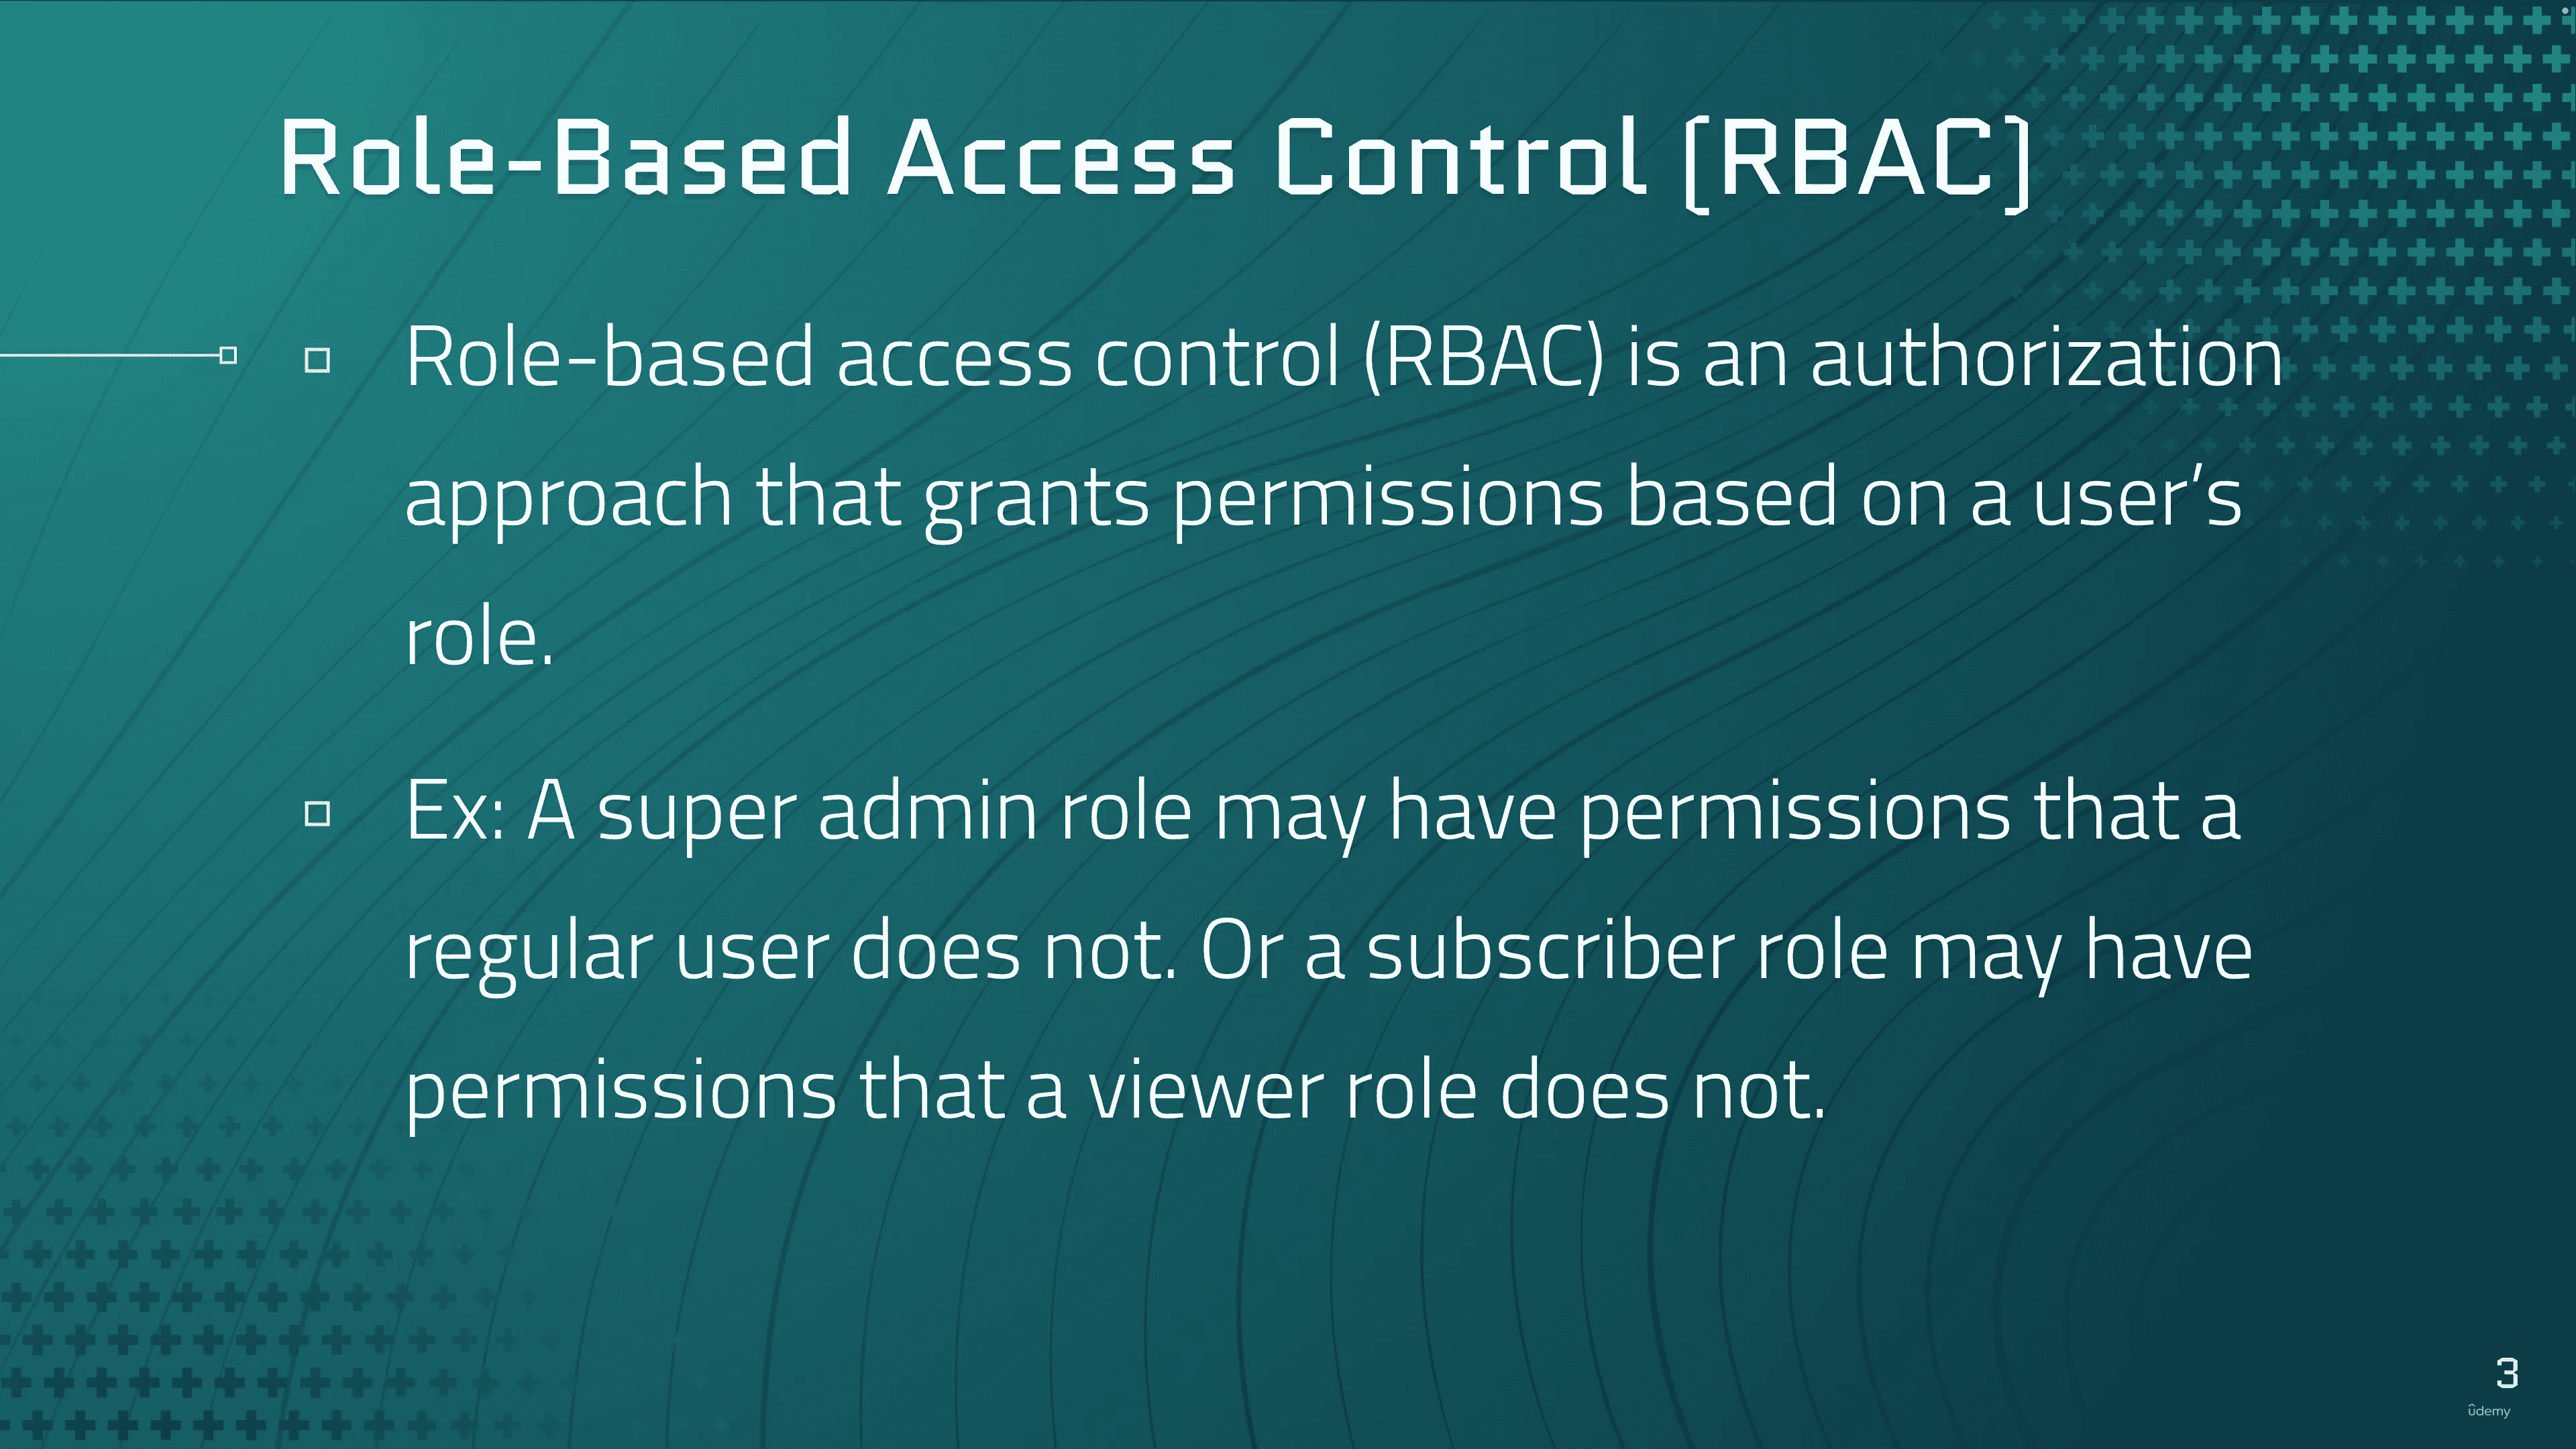 Role-Based Access Control (RBAC)
Role-based access control (RBAC) is an authorization
approach that grants permissions based on a user’s
role.
Ex: A super admin role may have permissions that a
regular user does not. Or a subscriber role may have
permissions that a viewer role does not.
3
ûdemy